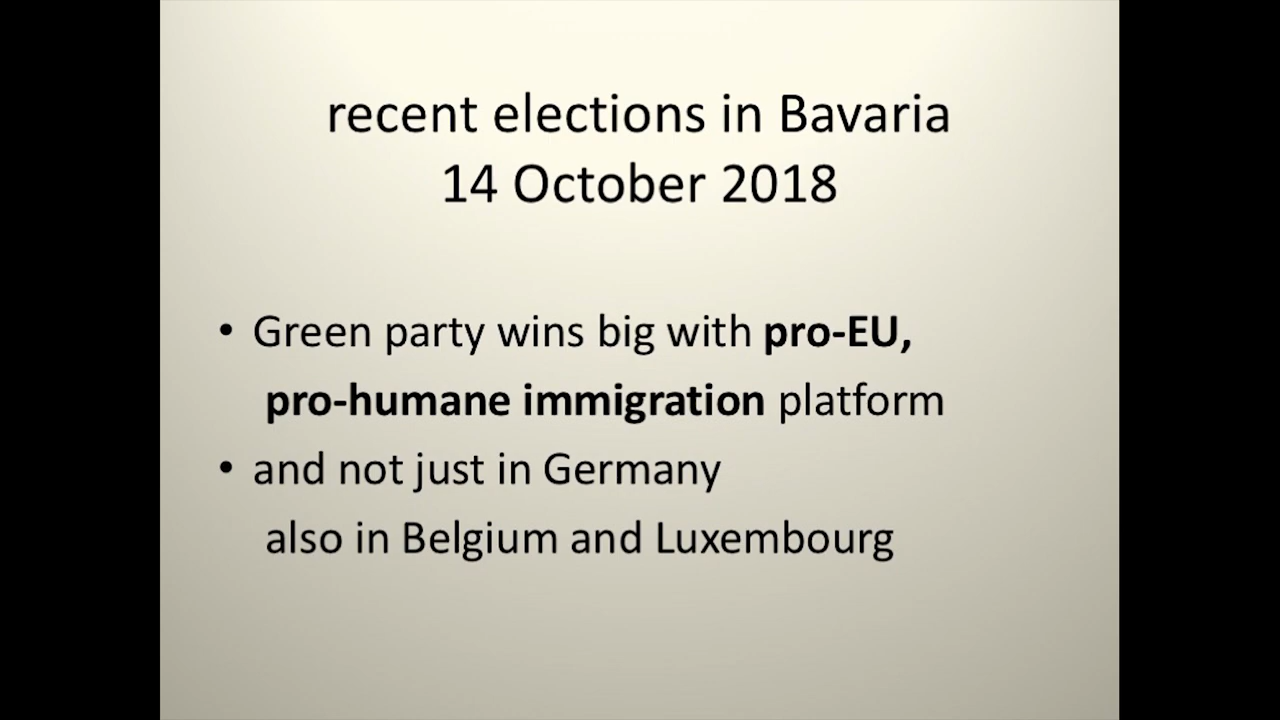 recent elections in Bavaria
14 October 2018
• Green party wins big with pro-EU,
pro-humane immigration platform
• and not just in Germany
also in Belgium and Luxembourg